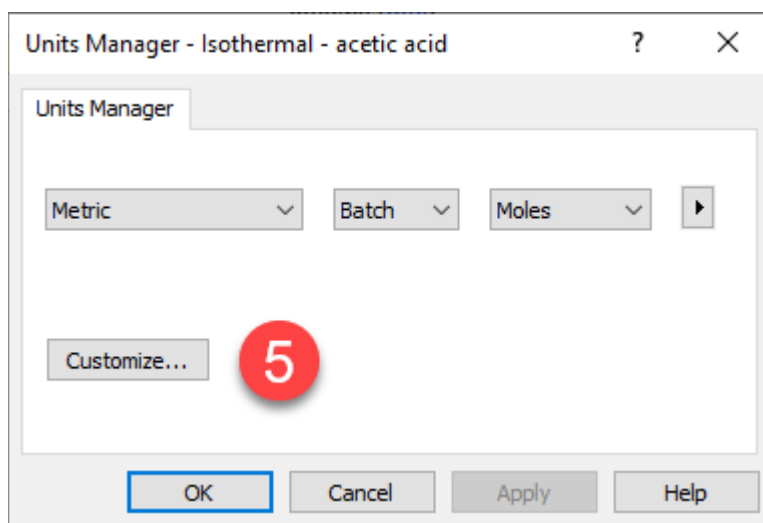 Units Manager - Isothermal - acetic acid ? X
Units Manager
Metric Batch Moles
Customize... 5
OK Cancel Apply Help